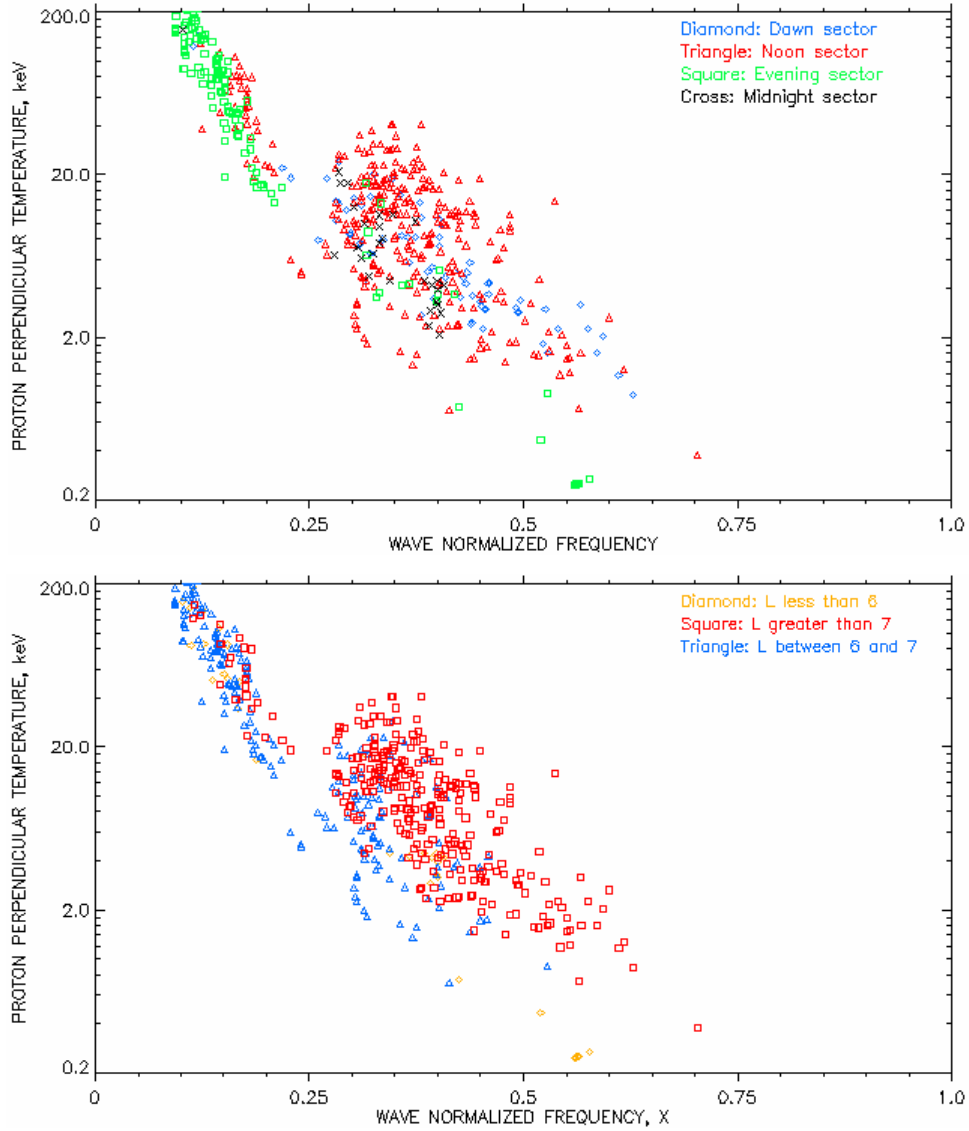 200.0
Diamond: Dawn sector
Triangle: Noon sector
Square: Evening sector
Cross: Midnight sector
PROTON PERPENDICULAR TEMPERATURE, keV
20.0
2.0
0.2
0
0.25
0.5
0.75
1.0
WAVE NORMALIZED FREQUENCY
200.0
Diamond: L less than 6
Square: L greater than 7
Triangle: L between 6 and 7
PROTON PERPENDICULAR TEMPERATURE, keV
20.0
2.0
0.2
0
0.25
0.5
0.75
1.0
WAVE NORMALIZED FREQUENCY, X